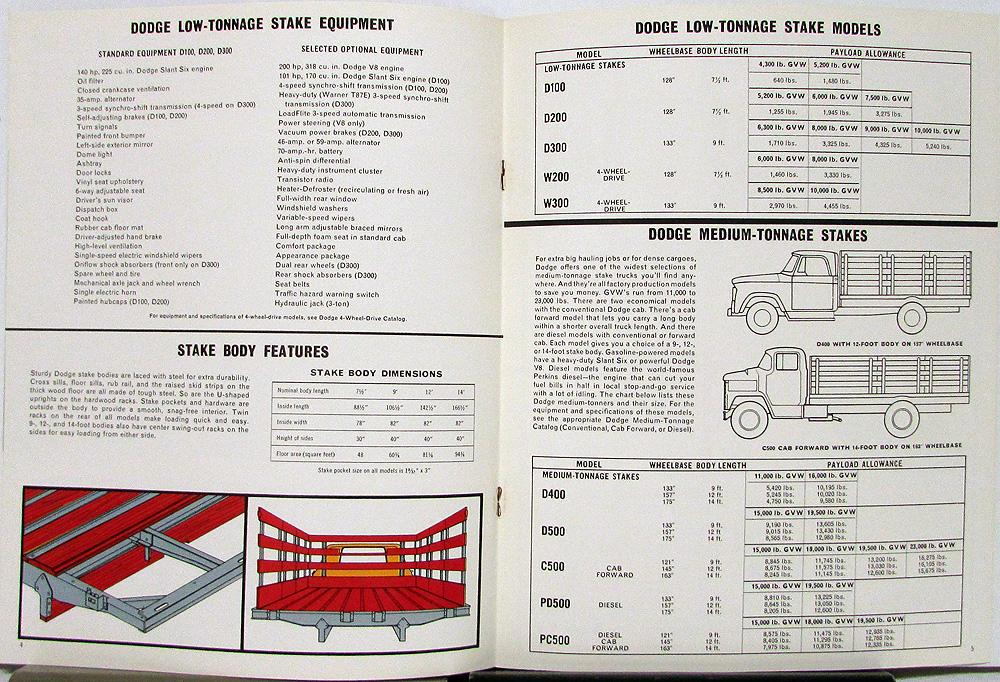 DODGE LOW-TONNAGE STAKE EQUIPMENT
STANDARD EQUIPMENT D100, D200, D300
140 hp, 225 cu. in. Dodge Slant Six engine
Oil filter
Closed crankcase ventilation
35-amp. alternator
3-speed synchro-shift transmission (4-speed on D300)
Self-adjusting brakes (D100, D200)
Turn signals
Painted front bumper
Left-side exterior mirror
Dome light
Ashtray
Door locks
Vinyl seat upholstery
6-way adjustable seat
Driver's sun visor
Dispatch box
Coat hook
Rubber cab floor mat
Driver-adjusted hand brake
High-level ventilation
Single-speed electric windshield wipers
Oriflow shock absorbers (front only on D300)
Spare wheel and tire
Mechanical axle jack and wheel wrench
Single electric horn
Painted hubcaps (D100, D200)
SELECTED OPTIONAL EQUIPMENT
200 hp, 318 cu. in. Dodge V8 engine
101 hp, 170 cu. in. Dodge Slant Six engine (D100)
4-speed synchro-shift transmission (D100, D200)
Heavy-duty (Warner T87E) 3-speed synchro-shift
transmission (D300)
LoadFlite 3-speed automatic transmission
Power steering (V8 only)
Vacuum power brakes (D200, D300)
46-amp. or 59-amp. alternator
70-amp.-hr. battery
Anti-spin differential
Heavy-duty instrument cluster
Transistor radio
Heater-Defroster (recirculating or fresh air)
Full-width rear window
Windshield washers
Variable-speed wipers
Long arm adjustable braced mirrors
Full-depth foam seat in standard cab
Comfort package
Appearance package
Dual rear wheels (D300)
Rear shock absorbers (D300)
Seat belts
Traffic hazard warning switch
Hydraulic jack (3-ton)
For equipment and specifications of 4-wheel-drive models, see Dodge 4-Wheel-Drive Catalog.
STAKE BODY FEATURES
Sturdy Dodge stake bodies are laced with steel for extra durability.
Cross sills, floor sills, rub rail, and the raised skid strips on the
thick wood floor are all made of tough steel. So are the U-shaped
uprights on the hardwood racks. Stake pockets and hardware are
outside the body to provide a smooth, snag-free interior. Twin
racks on the rear of all models make loading quick and easy.
9-, 12-, and 14-foot bodies also have center swing-out racks on the
sides for easy loading from either side.
STAKE BODY DIMENSIONS
Nominal body length 7½' 9' 12' 14'
Inside length 88½" 106½" 142½" 166½"
Inside width 78" 82" 82" 82"
Height of sides 30" 40" 40" 40"
Floor area (square feet) 48 60¾ 81¼ 94¾
Stake pocket size on all models is 1⅝" x 3"
4
DODGE LOW-TONNAGE STAKE MODELS
MODEL WHEELBASE BODY LENGTH PAYLOAD ALLOWANCE
LOW-TONNAGE STAKES 4,300 lb. GVW 5,200 lb. GVW
D100 128" 7½ ft. 640 lbs. 1,480 lbs.
5,200 lb. GVW 6,000 lb. GVW 7,500 lb. GVW
D200 128" 7½ ft. 1,255 lbs. 1,945 lbs. 3,275 lbs.
6,300 lb. GVW 8,000 lb. GVW 9,000 lb. GVW 10,000 lb. GVW
D300 133" 9 ft. 1,710 lbs. 3,325 lbs. 4,325 lbs. 5,240 lbs.
6,000 lb. GVW 8,000 lb. GVW
W200 4-WHEEL-DRIVE 128" 7½ ft. 1,460 lbs. 3,330 lbs.
8,500 lb. GVW 10,000 lb. GVW
W300 4-WHEEL-DRIVE 133" 9 ft. 2,970 lbs. 4,455 lbs.
DODGE MEDIUM-TONNAGE STAKES
For extra big hauling jobs or for dense cargoes,
Dodge offers one of the widest selections of
medium-tonnage stake trucks you'll find any-
where. And they're all factory production models
to save you money. GVW's run from 11,000 to
23,000 lbs. There are two economical models
with the conventional Dodge cab. There's a cab
forward model that lets you carry a long body
within a shorter overall truck length. And there
are diesel models with conventional or forward
cab. Each model gives you a choice of a 9-, 12-,
or 14-foot stake body. Gasoline-powered models
have a heavy-duty Slant Six or powerful Dodge
V8. Diesel models feature the world-famous
Perkins diesel—the engine that can cut your
fuel bills in half in local stop-and-go service
with a lot of idling. The chart below lists these
Dodge medium-tonners and their size. For the
equipment and specifications of these models,
see the appropriate Dodge Medium-Tonnage
Catalog (Conventional, Cab Forward, or Diesel).
D400 WITH 12-FOOT BODY ON 157" WHEELBASE
C500 CAB FORWARD WITH 14-FOOT BODY ON 163" WHEELBASE
MODEL WHEELBASE BODY LENGTH PAYLOAD ALLOWANCE
MEDIUM-TONNAGE STAKES 11,000 lb. GVW 16,000 lb. GVW
D400 133" 9 ft. 5,420 lbs. 10,195 lbs.
157" 12 ft. 5,245 lbs. 10,020 lbs.
175" 14 ft. 4,750 lbs. 9,580 lbs.
15,000 lb. GVW 19,500 lb. GVW
D500 133" 9 ft. 9,190 lbs. 13,605 lbs.
157" 12 ft. 9,015 lbs. 13,430 lbs.
175" 14 ft. 8,565 lbs. 12,980 lbs.
15,000 lb. GVW 18,000 lb. GVW 19,500 lb. GVW 23,000 lb. GVW
C500 CAB FORWARD 121" 9 ft. 8,845 lbs. 11,745 lbs. 13,200 lbs. 16,275 lbs.
145" 12 ft. 8,675 lbs. 11,575 lbs. 13,030 lbs. 16,105 lbs.
163" 14 ft. 8,245 lbs. 11,145 lbs. 12,600 lbs. 15,675 lbs.
15,000 lb. GVW 19,500 lb. GVW
PD500 DIESEL 133" 9 ft. 8,810 lbs. 13,225 lbs.
157" 12 ft. 8,645 lbs. 13,050 lbs.
175" 14 ft. 8,205 lbs. 12,600 lbs.
15,000 lb. GVW 18,000 lb. GVW 19,500 lb. GVW
PC500 DIESEL CAB FORWARD 121" 9 ft. 8,575 lbs. 11,475 lbs. 12,935 lbs.
145" 12 ft. 8,405 lbs. 11,295 lbs. 12,765 lbs.
163" 14 ft. 7,975 lbs. 10,875 lbs. 12,335 lbs.
5